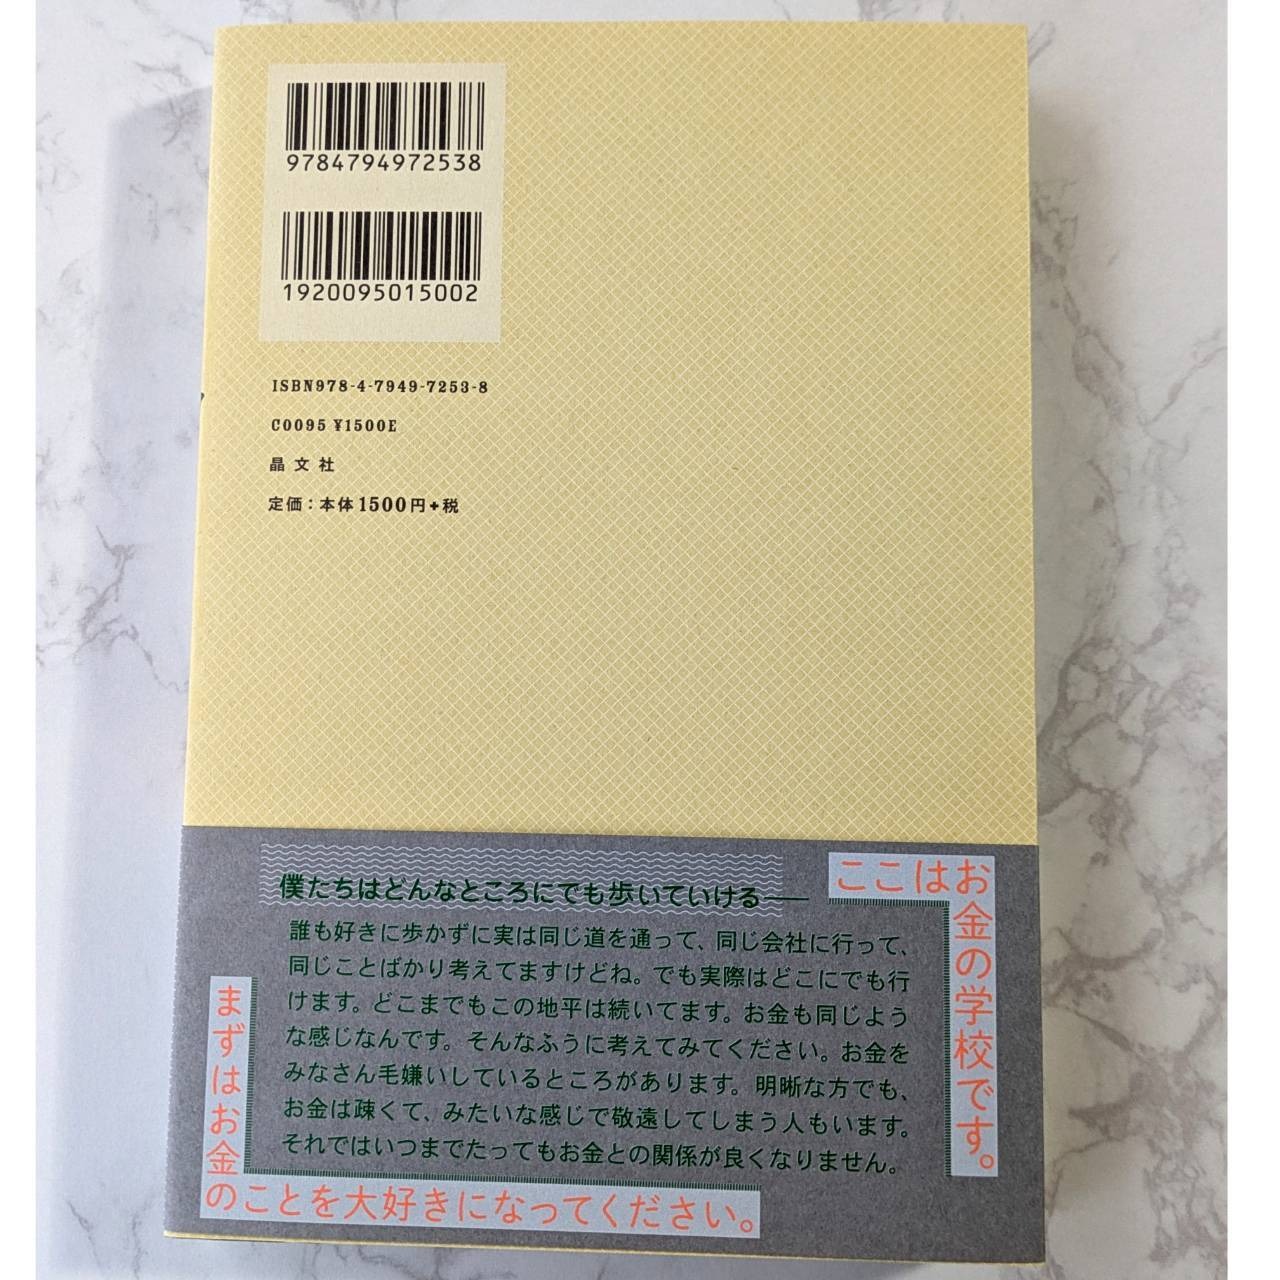 9784794972538
1920095015002
ISBN978-4-7949-7253-8
C0095 ¥1500E
晶文社
定価：本体1500円+税
ここはお金の学校です。
僕たちはどんなところにでも歩いていける——
誰も好きに歩かずに実は同じ道を通って、同じ会社に行って、
同じことばかり考えてますけどね。でも実際はどこにでも行
けます。どこまでもこの地平は続いてます。お金も同じよう
な感じなんです。そんなふうに考えてみてください。お金を
みなさん毛嫌いしているところがあります。明晰な方でも、
お金は疎くて、みたいな感じで敬遠してしまう人もいます。
それではいつまでたってもお金との関係が良くなりません。
まずはお金のことを大好きになってください。